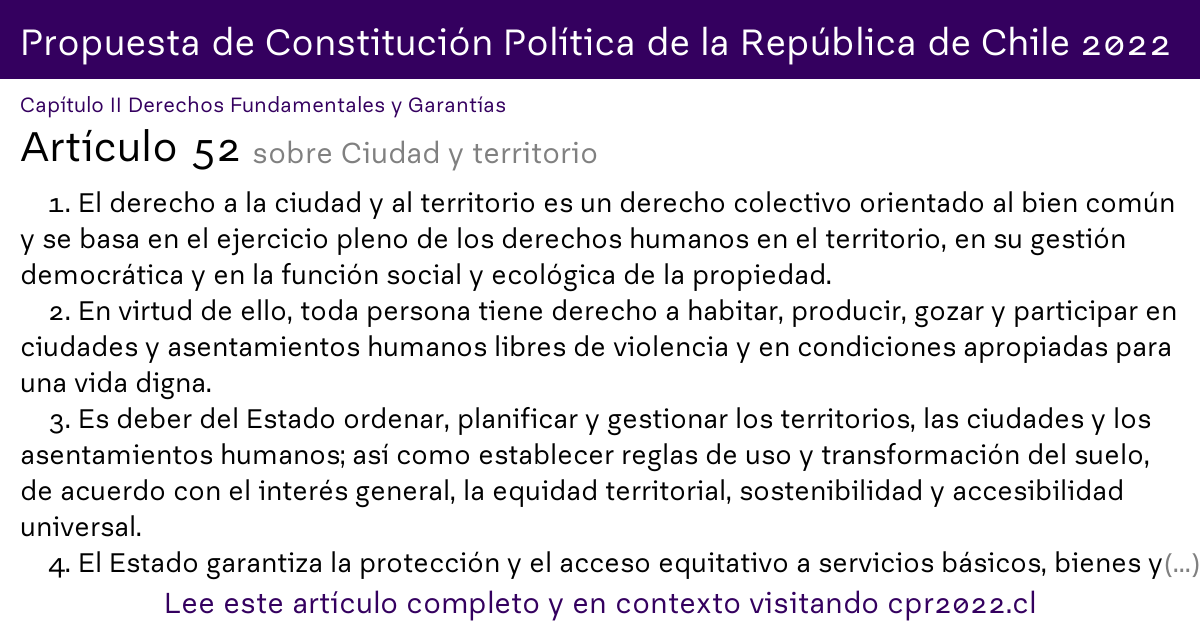 Propuesta de Constitución Política de la República de Chile 2022
Capítulo II Derechos Fundamentales y Garantías
Artículo 52 sobre Ciudad y territorio
1. El derecho a la ciudad y al territorio es un derecho colectivo orientado al bien común
y se basa en el ejercicio pleno de los derechos humanos en el territorio, en su gestión
democrática y en la función social y ecológica de la propiedad.
2. En virtud de ello, toda persona tiene derecho a habitar, producir, gozar y participar en
ciudades y asentamientos humanos libres de violencia y en condiciones apropiadas para
una vida digna.
3. Es deber del Estado ordenar, planificar y gestionar los territorios, las ciudades y los
asentamientos humanos; así como establecer reglas de uso y transformación del suelo,
de acuerdo con el interés general, la equidad territorial, sostenibilidad y accesibilidad
universal.
4. El Estado garantiza la protección y el acceso equitativo a servicios básicos, bienes y(...)
Lee este artículo completo y en contexto visitando cpr2022.cl